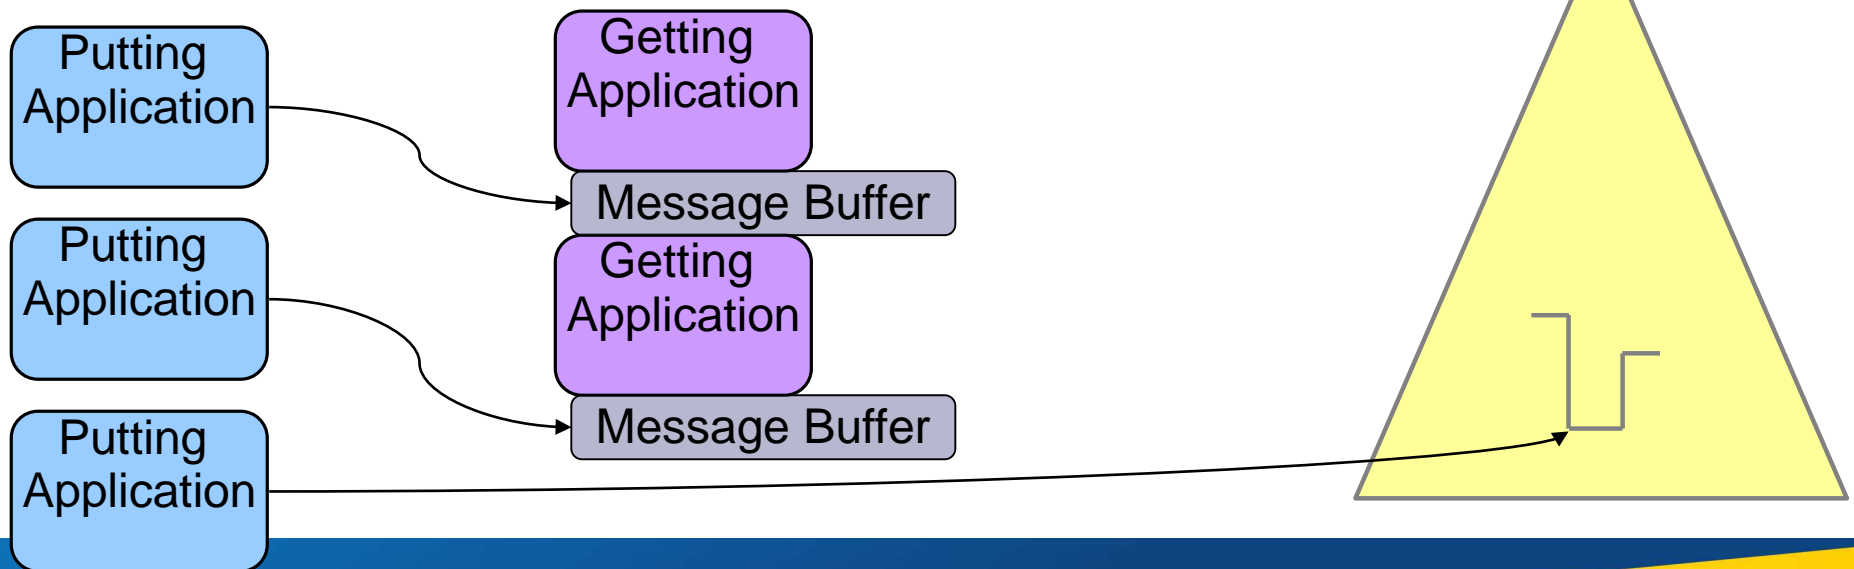 Putting
Application
Getting
Application
Message Buffer
Putting
Application
Getting
Application
Message Buffer
Putting
Application